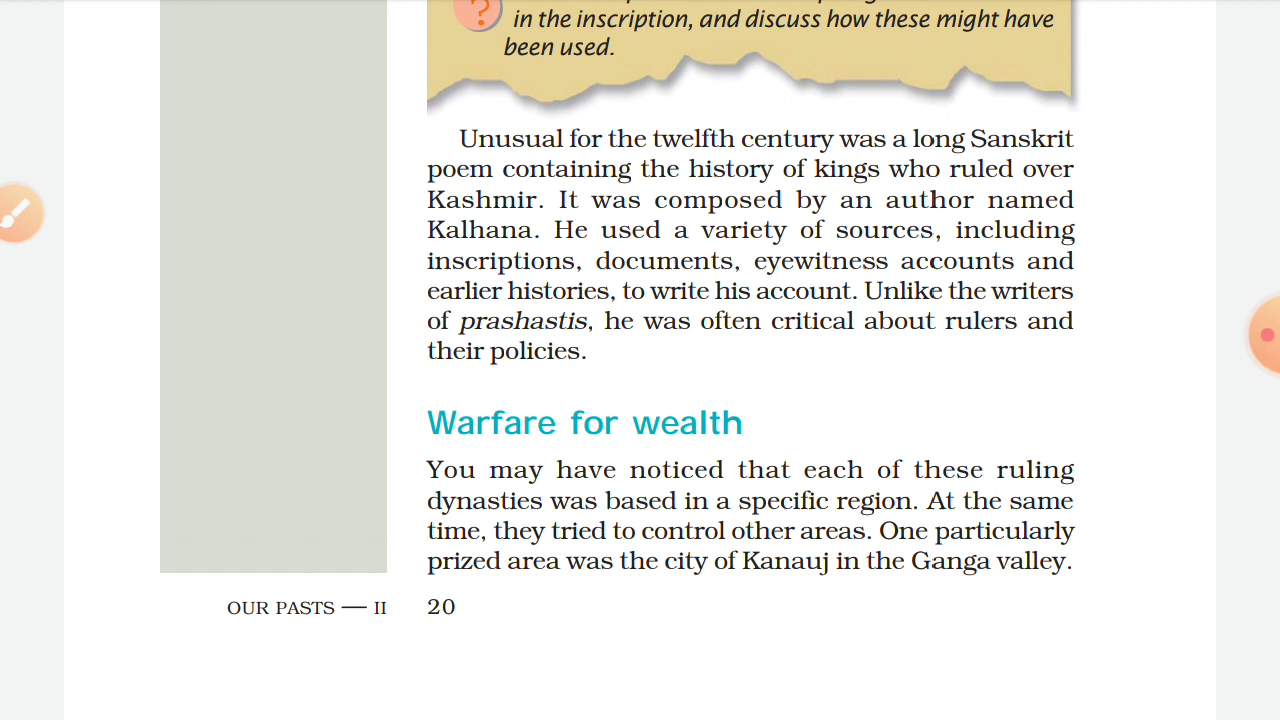 ?
in the inscription, and discuss how these might have
been used.
Unusual for the twelfth century was a long Sanskrit
poem containing the history of kings who ruled over
Kashmir. It was composed by an author named
Kalhana. He used a variety of sources, including
inscriptions, documents, eyewitness accounts and
earlier histories, to write his account. Unlike the writers
of prashastis, he was often critical about rulers and
their policies.
Warfare for wealth
You may have noticed that each of these ruling
dynasties was based in a specific region. At the same
time, they tried to control other areas. One particularly
prized area was the city of Kanauj in the Ganga valley.
OUR PASTS — II 20